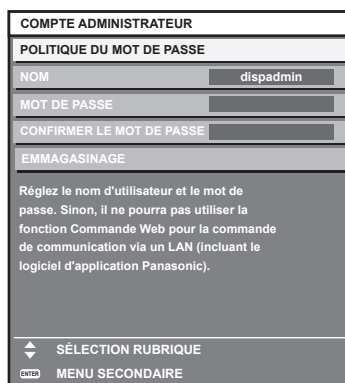 COMPTE ADMINISTRATEUR
POLITIQUE DU MOT DE PASSE
NOM dispadmin
MOT DE PASSE
CONFIRMER LE MOT DE PASSE
EMMAGASINAGE
Réglez le nom d'utilisateur et le mot de
passe. Sinon, il ne pourra pas utiliser la
fonction Commande Web pour la commande
de communication via un LAN (incluant le
logiciel d'application Panasonic).
SÉLECTION RUBRIQUE
ENTER MENU SECONDAIRE